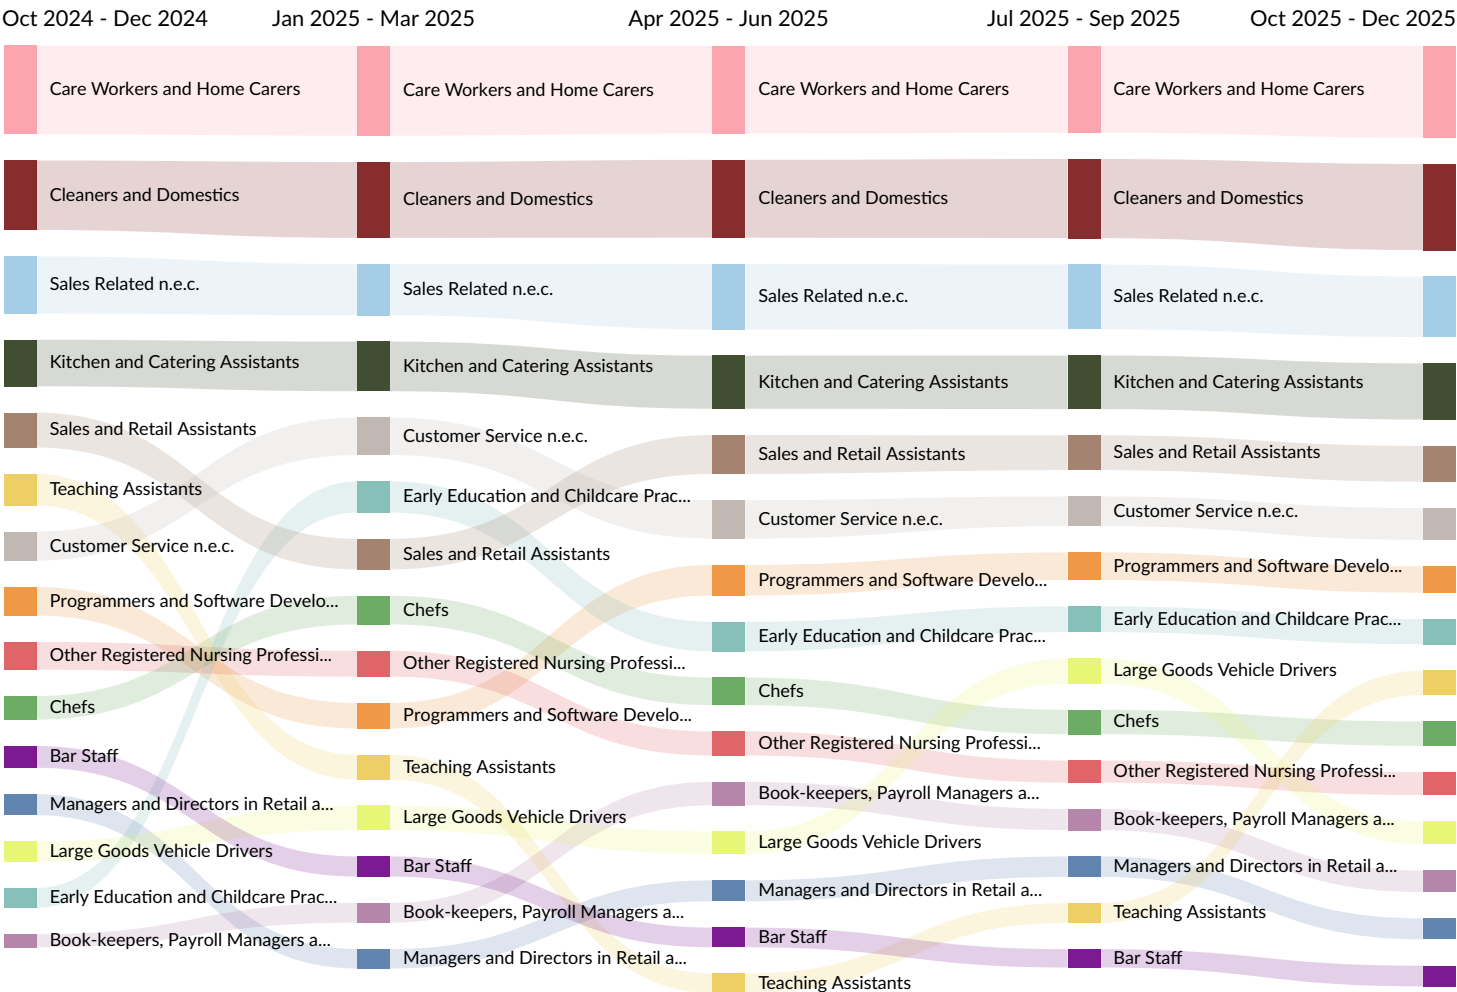 Oct 2024 - Dec 2024
Jan 2025 - Mar 2025
Apr 2025 - Jun 2025
Jul 2025 - Sep 2025
Oct 2025 - Dec 2025
Care Workers and Home Carers
Cleaners and Domestics
Sales Related n.e.c.
Kitchen and Catering Assistants
Sales and Retail Assistants
Teaching Assistants
Customer Service n.e.c.
Programmers and Software Develo...
Other Registered Nursing Professi...
Chefs
Bar Staff
Managers and Directors in Retail a...
Large Goods Vehicle Drivers
Early Education and Childcare Prac...
Book-keepers, Payroll Managers a...
Care Workers and Home Carers
Cleaners and Domestics
Sales Related n.e.c.
Kitchen and Catering Assistants
Customer Service n.e.c.
Early Education and Childcare Prac...
Sales and Retail Assistants
Chefs
Other Registered Nursing Professi...
Programmers and Software Develo...
Teaching Assistants
Large Goods Vehicle Drivers
Bar Staff
Book-keepers, Payroll Managers a...
Managers and Directors in Retail a...
Care Workers and Home Carers
Cleaners and Domestics
Sales Related n.e.c.
Kitchen and Catering Assistants
Sales and Retail Assistants
Customer Service n.e.c.
Programmers and Software Develo...
Early Education and Childcare Prac...
Chefs
Other Registered Nursing Professi...
Book-keepers, Payroll Managers a...
Large Goods Vehicle Drivers
Managers and Directors in Retail a...
Bar Staff
Teaching Assistants
Care Workers and Home Carers
Cleaners and Domestics
Sales Related n.e.c.
Kitchen and Catering Assistants
Sales and Retail Assistants
Customer Service n.e.c.
Programmers and Software Develo...
Early Education and Childcare Prac...
Large Goods Vehicle Drivers
Chefs
Other Registered Nursing Professi...
Book-keepers, Payroll Managers a...
Managers and Directors in Retail a...
Teaching Assistants
Bar Staff